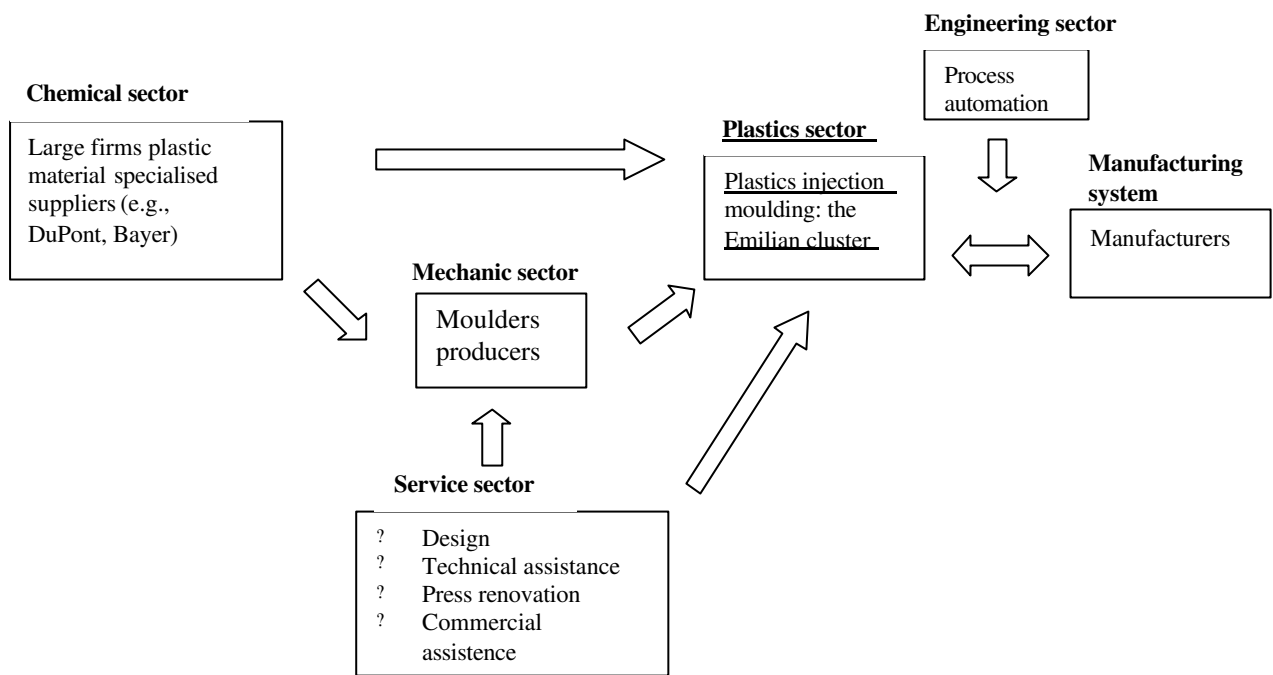 Engineering sector
Process
automation
Chemical sector
Large firms plastic
material specialised
suppliers (e.g.,
DuPont, Bayer)
Plastics sector
Plastics injection
moulding: the
Emilian cluster
Manufacturing
system
Manufacturers
Mechanic sector
Moulders
producers
Service sector
? Design
? Technical assistance
? Press renovation
? Commercial
assistence